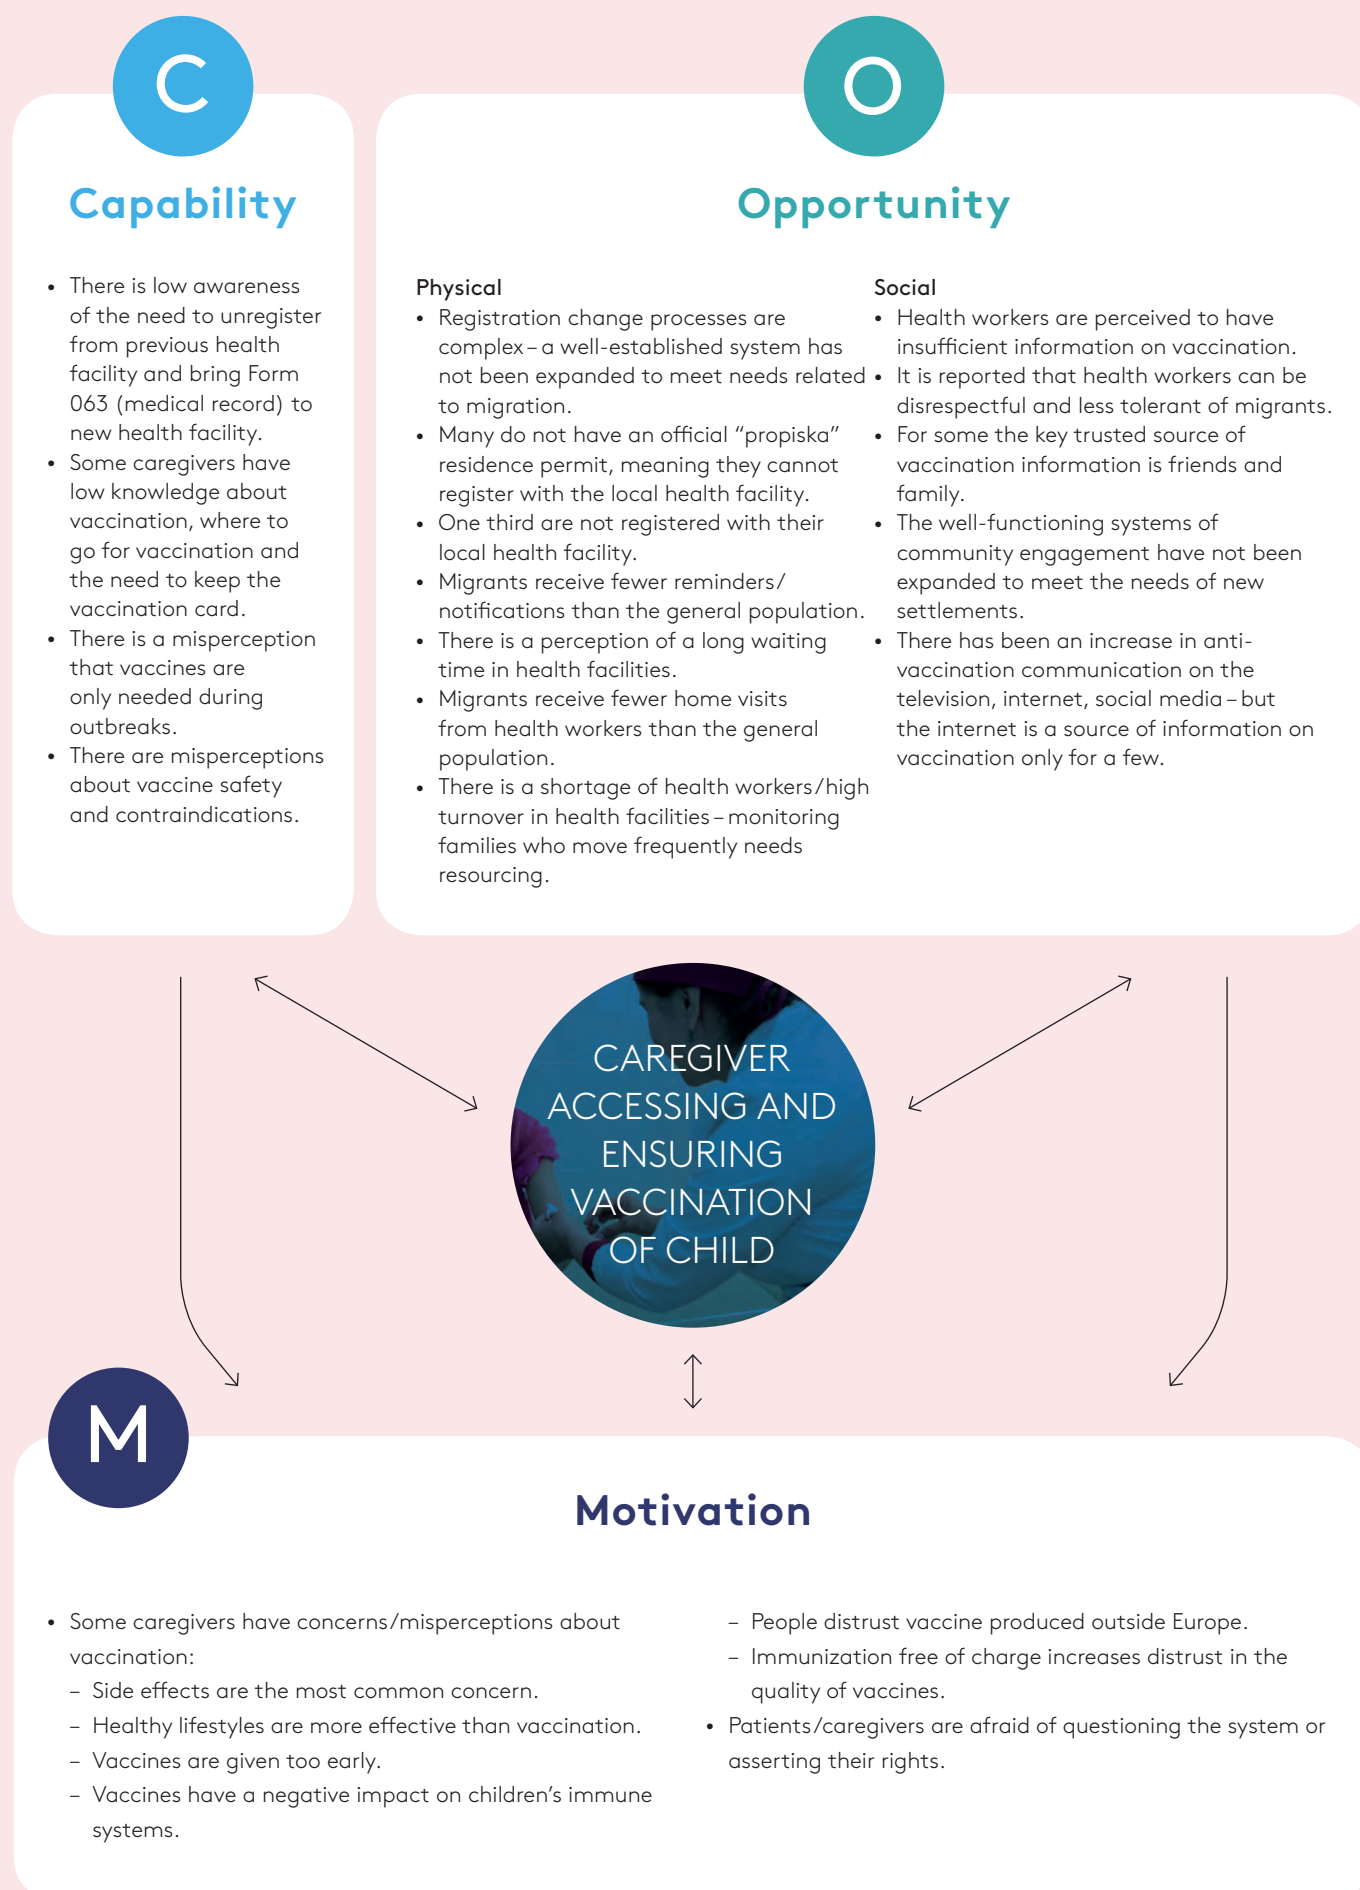 C
Capability
• There is low awareness
of the need to unregister
from previous health
facility and bring Form
063 (medical record) to
new health facility.
• Some caregivers have
low knowledge about
vaccination, where to
go for vaccination and
the need to keep the
vaccination card.
• There is a misperception
that vaccines are
only needed during
outbreaks.
• There are misperceptions
about vaccine safety
and contraindications.
O
Opportunity
Physical
• Registration change processes are
complex – a well-established system has
not been expanded to meet needs related
to migration.
• Many do not have an official “propiska”
residence permit, meaning they cannot
register with the local health facility.
• One third are not registered with their
local health facility.
• Migrants receive fewer reminders/
notifications than the general population.
• There is a perception of a long waiting
time in health facilities.
• Migrants receive fewer home visits
from health workers than the general
population.
• There is a shortage of health workers/high
turnover in health facilities – monitoring
families who move frequently needs
resourcing.
Social
• Health workers are perceived to have
insufficient information on vaccination.
• It is reported that health workers can be
disrespectful and less tolerant of migrants.
• For some the key trusted source of
vaccination information is friends and
family.
• The well-functioning systems of
community engagement have not been
expanded to meet the needs of new
settlements.
• There has been an increase in anti-
vaccination communication on the
television, internet, social media – but
the internet is a source of information on
vaccination only for a few.
CAREGIVER
ACCESSING AND
ENSURING
VACCINATION
OF CHILD
M
Motivation
• Some caregivers have concerns/misperceptions about
vaccination:
– Side effects are the most common concern.
– Healthy lifestyles are more effective than vaccination.
– Vaccines are given too early.
– Vaccines have a negative impact on children’s immune
systems.
– People distrust vaccine produced outside Europe.
– Immunization free of charge increases distrust in the
quality of vaccines.
• Patients/caregivers are afraid of questioning the system or
asserting their rights.